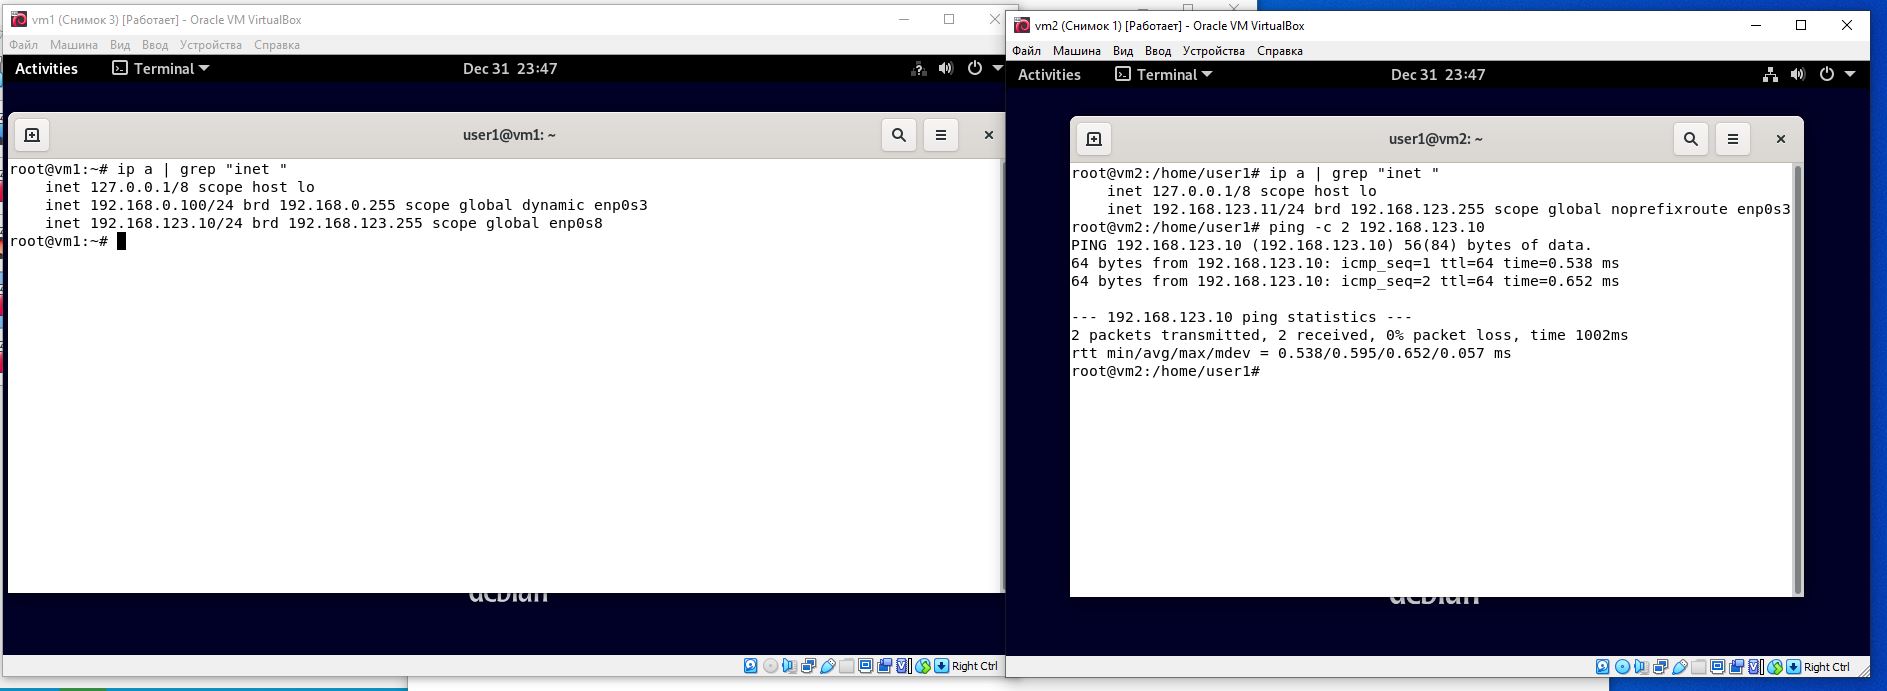 vm1 (Снимок 3) [Работает] - Oracle VM VirtualBox
Файл Машина Вид Ввод Устройства Справка
Activities Terminal Dec 31 23:47
user1@vm1: ~
root@vm1:~# ip a | grep "inet "
    inet 127.0.0.1/8 scope host lo
    inet 192.168.0.100/24 brd 192.168.0.255 scope global dynamic enp0s3
    inet 192.168.123.10/24 brd 192.168.123.255 scope global enp0s8
root@vm1:~#
debian
Right Ctrl
vm2 (Снимок 1) [Работает] - Oracle VM VirtualBox
Файл Машина Вид Ввод Устройства Справка
Activities Terminal Dec 31 23:47
user1@vm2: ~
root@vm2:/home/user1# ip a | grep "inet "
    inet 127.0.0.1/8 scope host lo
    inet 192.168.123.11/24 brd 192.168.123.255 scope global noprefixroute enp0s3
root@vm2:/home/user1# ping -c 2 192.168.123.10
PING 192.168.123.10 (192.168.123.10) 56(84) bytes of data.
64 bytes from 192.168.123.10: icmp_seq=1 ttl=64 time=0.538 ms
64 bytes from 192.168.123.10: icmp_seq=2 ttl=64 time=0.652 ms
--- 192.168.123.10 ping statistics ---
2 packets transmitted, 2 received, 0% packet loss, time 1002ms
rtt min/avg/max/mdev = 0.538/0.595/0.652/0.057 ms
root@vm2:/home/user1#
debian
Right Ctrl